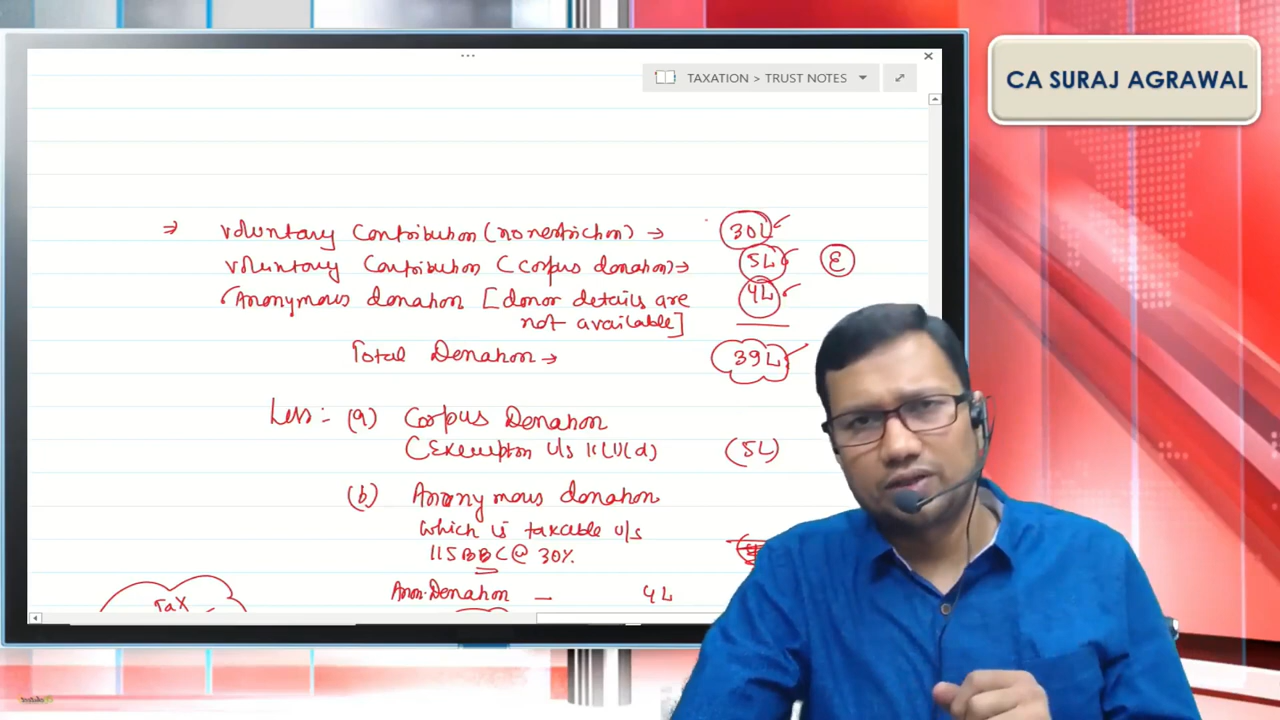 CA SURAJ AGRAWAL
TAXATION > TRUST NOTES
⇒ Voluntary Contribution (no restriction) → 30L
Voluntary Contribution (Corpus donation) → 5L E
(Anonymous donation [donor details are 4L
not available]
Total Donation → 39L
Less:- (a) Corpus Donation
(Exemption u/s 11(1)(d) (5L)
(b) Anonymous donation
which is taxable u/s
115BBC @ 30%
Anon. Donation — 4L
Tax